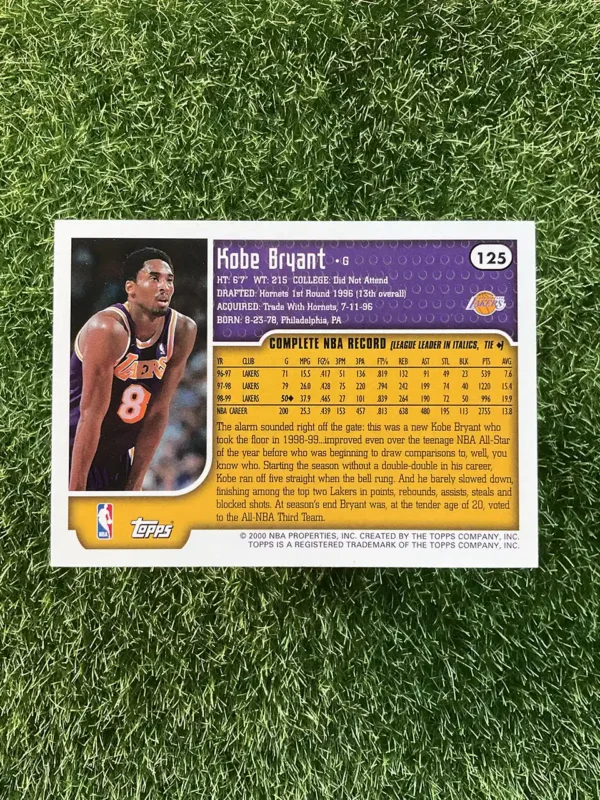 Kobe Bryant • G
125
HT: 6'7" WT: 215 COLLEGE: Did Not Attend
DRAFTED: Hornets 1st Round 1996 (13th overall)
ACQUIRED: Trade With Hornets, 7-11-96
BORN: 8-23-78, Philadelphia, PA
LAKERS
COMPLETE NBA RECORD (LEAGUE LEADER IN ITALICS, TIE ◆)
YR CLUB G MPG FG% 3PM 3PA FT% REB AST STL BLK PTS AVG
96-97 LAKERS 71 15.5 .417 51 136 .819 132 91 49 23 539 7.6
97-98 LAKERS 79 26.0 .428 75 220 .794 242 199 74 40 1220 15.4
98-99 LAKERS 50◆ 37.9 .465 27 101 .839 264 190 72 50 996 19.9
NBA CAREER 200 25.3 .439 153 457 .813 638 480 195 113 2755 13.8
The alarm sounded right off the gate: this was a new Kobe Bryant who
took the floor in 1998-99...improved even over the teenage NBA All-Star
of the year before who was beginning to draw comparisons to, well, you
know who. Starting the season without a double-double in his career,
Kobe ran off five straight when the bell rung. And he barely slowed down,
finishing among the top two Lakers in points, rebounds, assists, steals and
blocked shots. At season's end Bryant was, at the tender age of 20, voted
to the All-NBA Third Team.
LAKERS
8
NBA
Topps
© 2000 NBA PROPERTIES, INC. CREATED BY THE TOPPS COMPANY, INC.
TOPPS IS A REGISTERED TRADEMARK OF THE TOPPS COMPANY, INC.